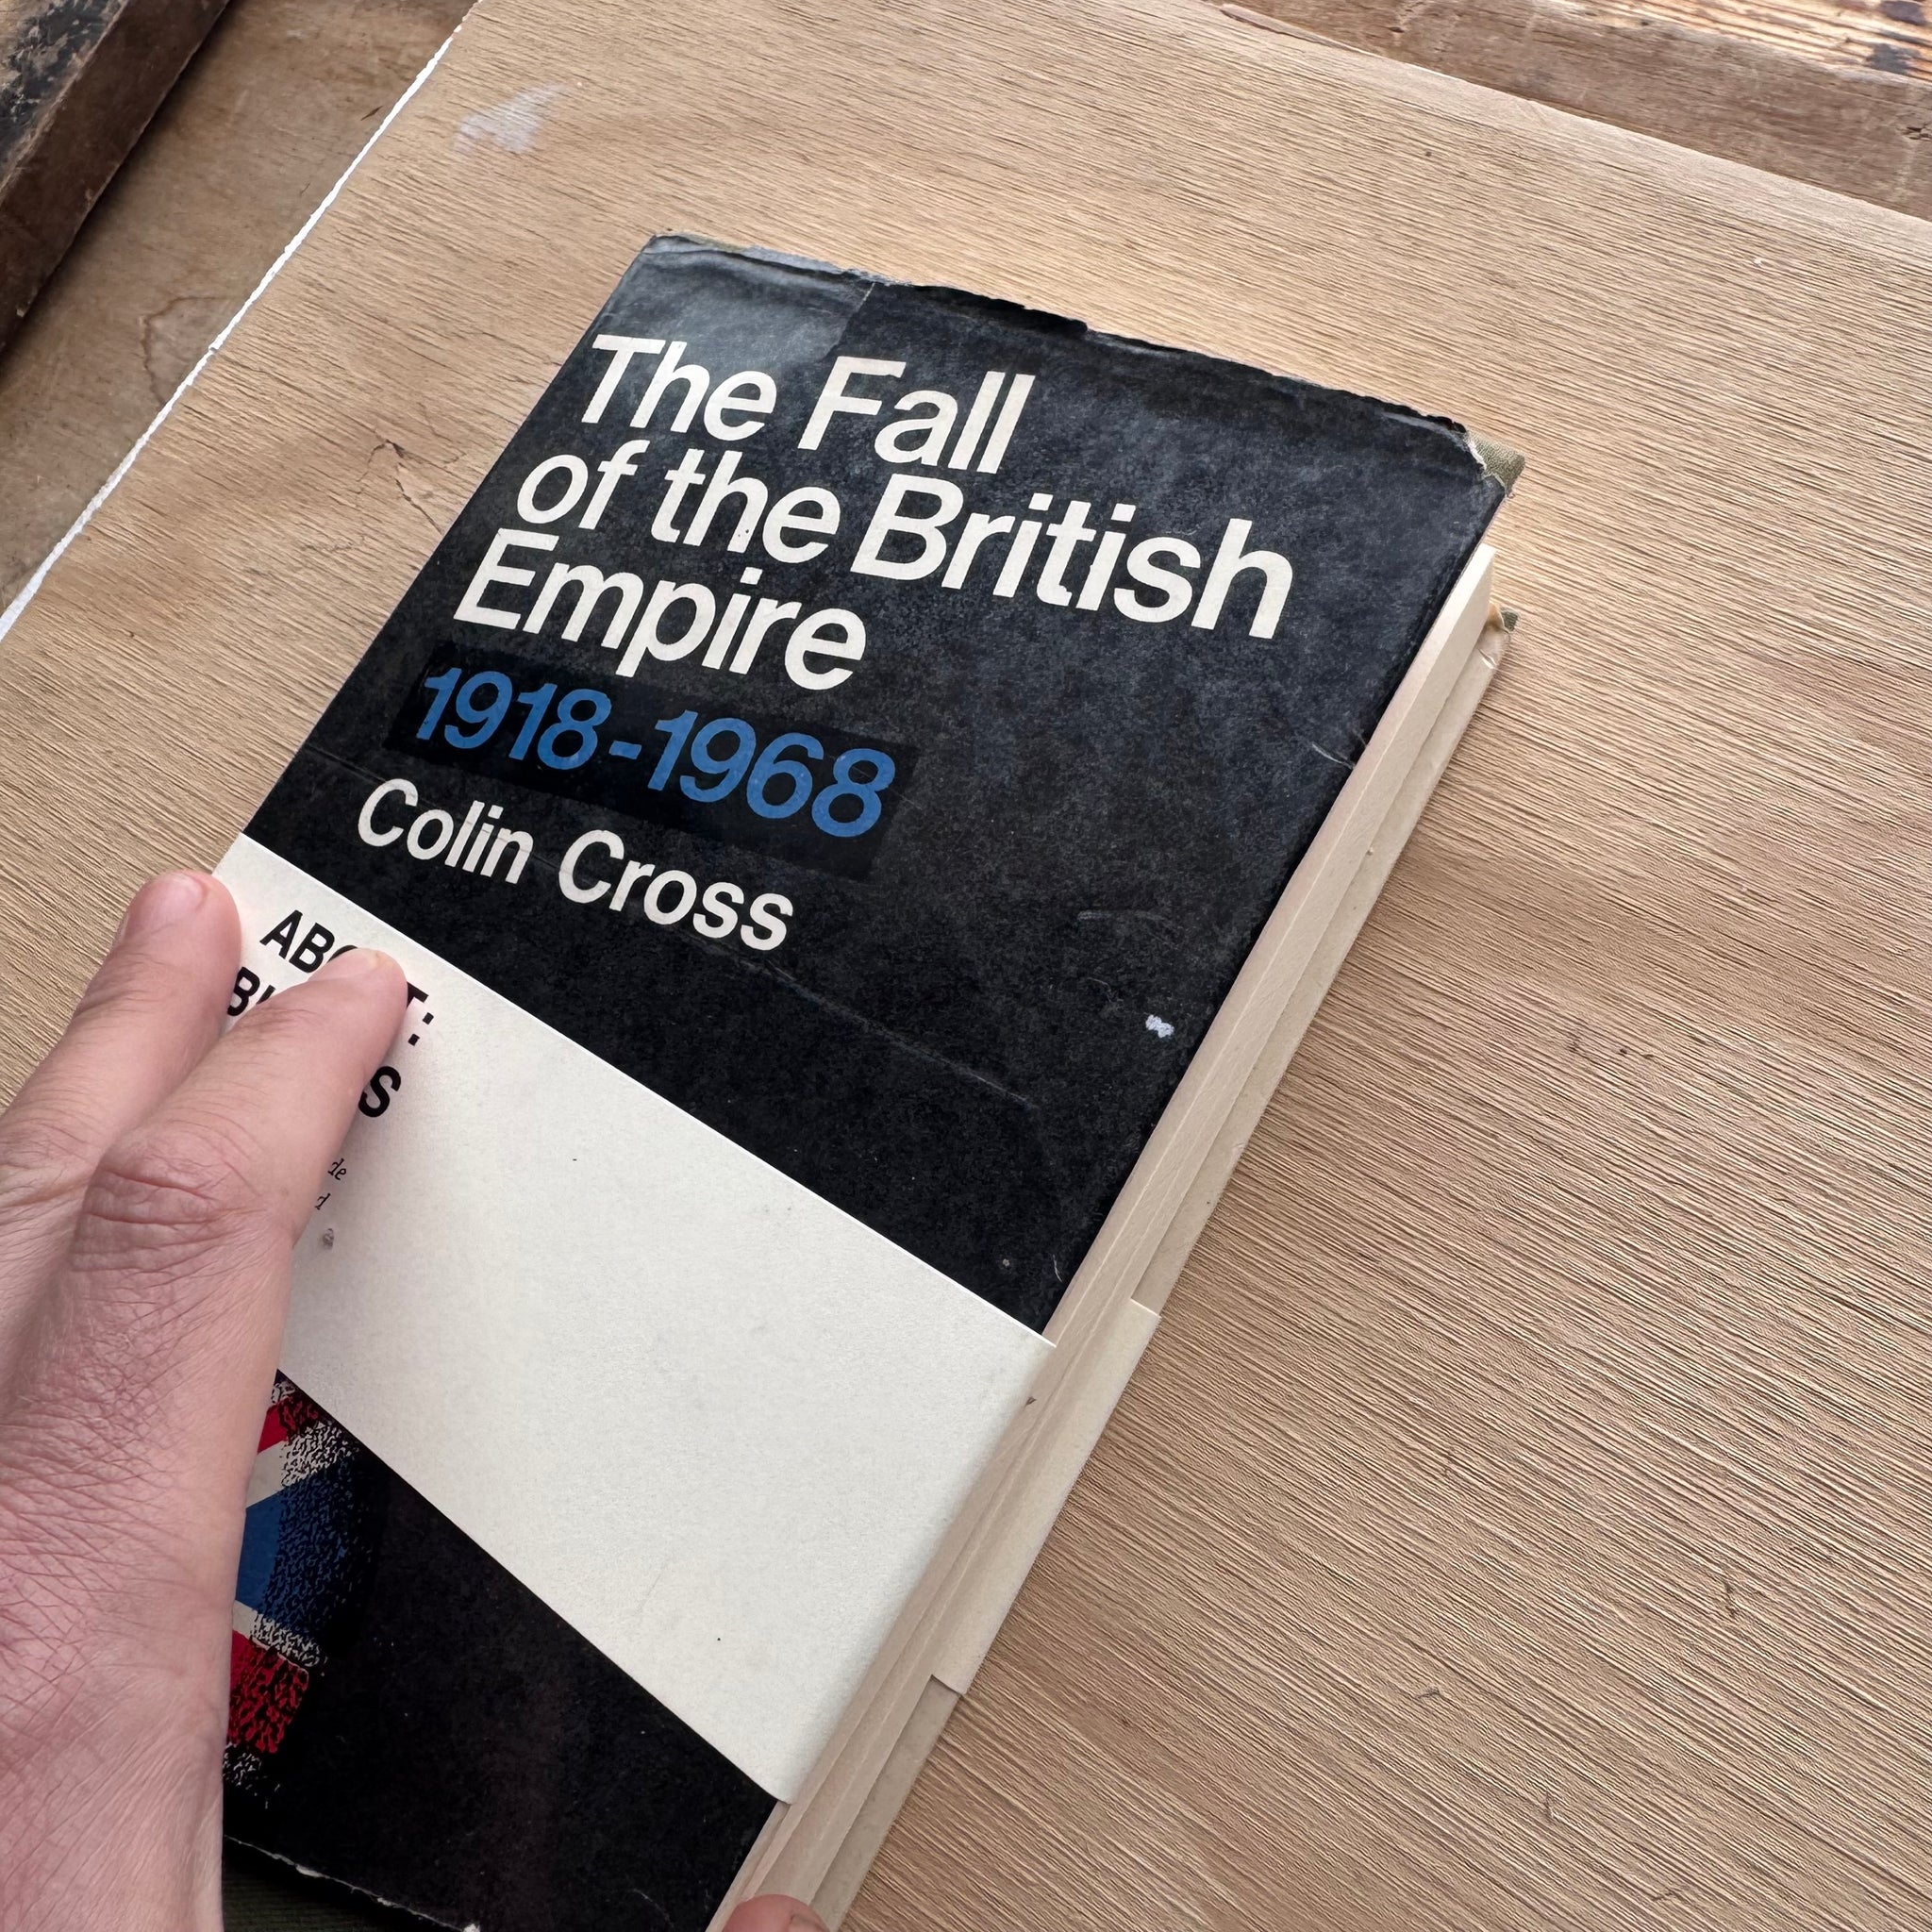 The Fall
of the British
Empire
1918-1968
Colin Cross